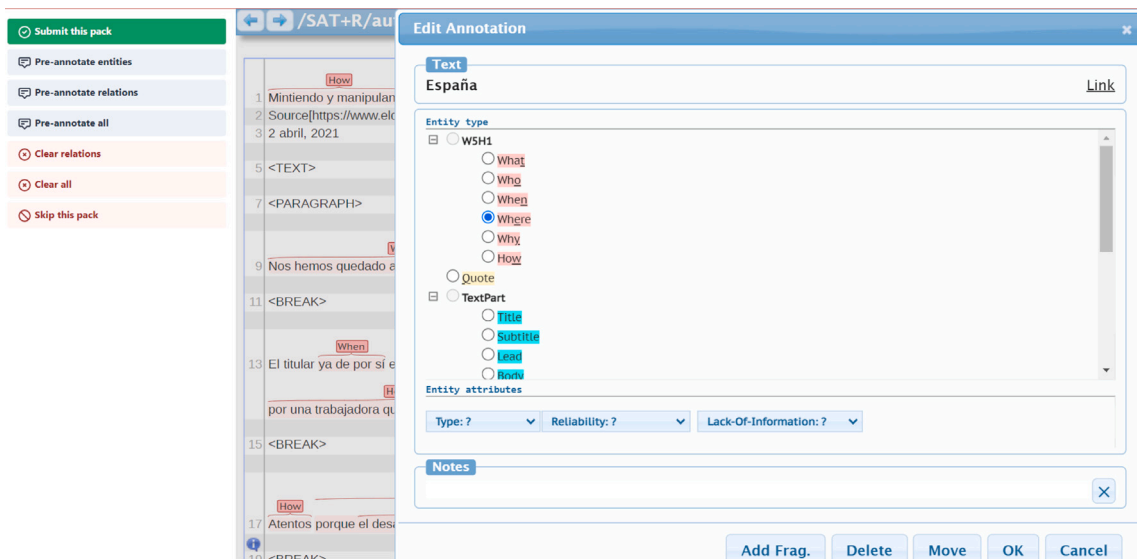 Submit this pack
Pre-annotate entities
Pre-annotate relations
Pre-annotate all
Clear relations
Clear all
Skip this pack
/SAT+R/au
How
1 Mintiendo y manipulan
2 Source[https://www.elc
3 2 abril, 2021
5 <TEXT>
7 <PARAGRAPH>
W
9 Nos hemos quedado a
11 <BREAK>
When
13 El titular ya de por sí e
H
por una trabajadora qu
15 <BREAK>
How
17 Atentos porque el desa
19 <BREAK>
Edit Annotation
Text
España
Link
Entity type
W5H1
What
Who
When
Where
Why
How
Quote
TextPart
Title
Subtitle
Lead
Body
Entity attributes
Type: ? Reliability: ? Lack-Of-Information: ?
Notes
Add Frag. Delete Move OK Cancel